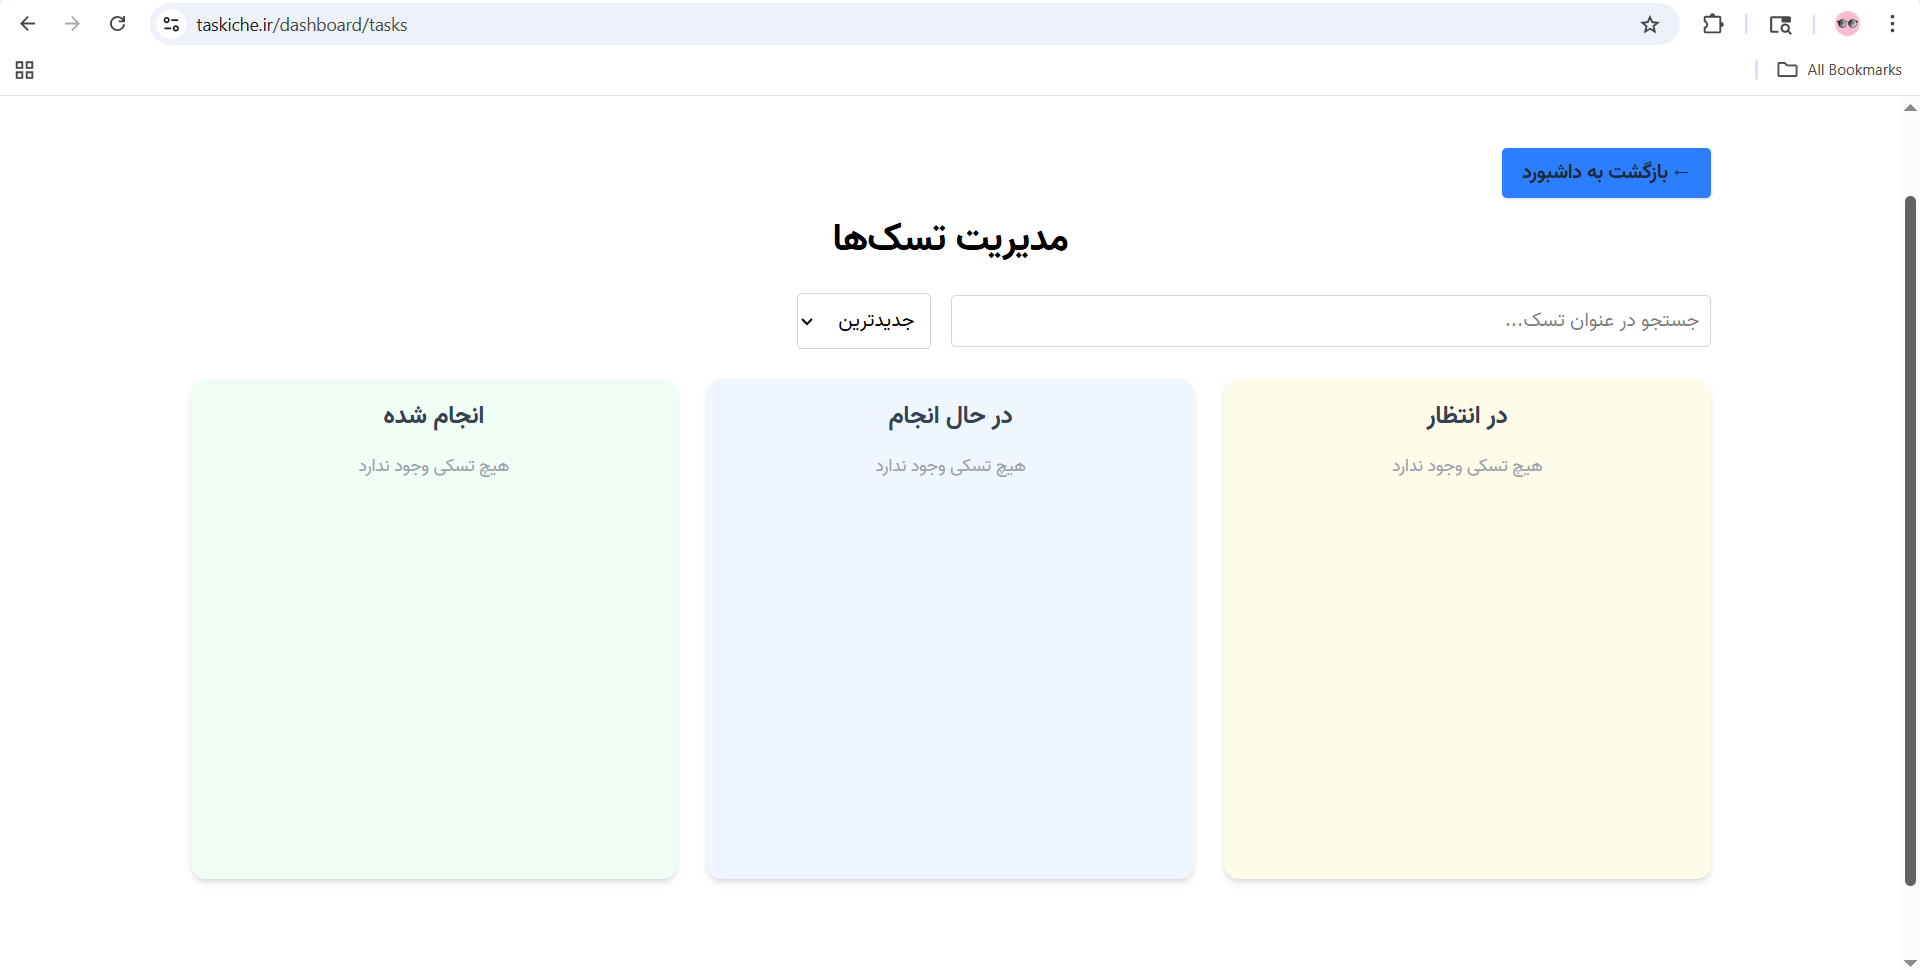 taskiche.ir/dashboard/tasks
All Bookmarks
← بازگشت به داشبورد
مدیریت تسک‌ها
جستجو در عنوان تسک...
جدیدترین
در انتظار
هیچ تسکی وجود ندارد
در حال انجام
هیچ تسکی وجود ندارد
انجام شده
هیچ تسکی وجود ندارد